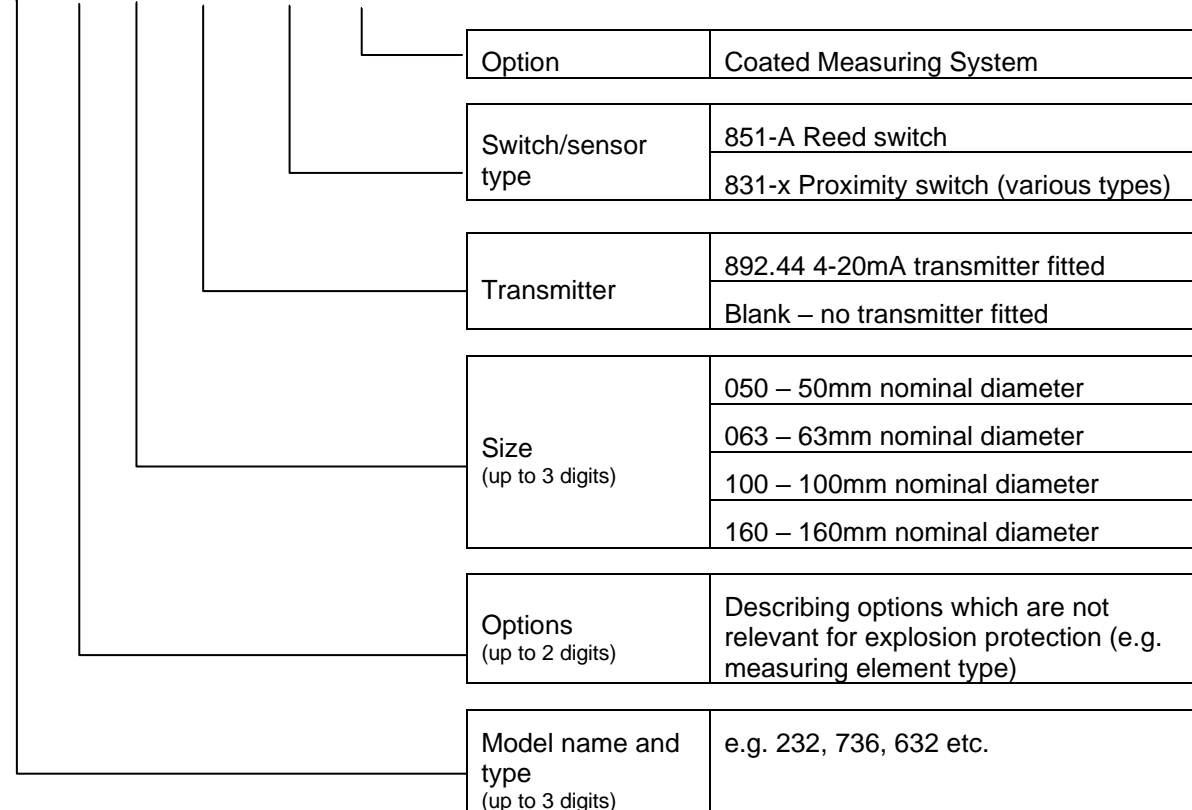 Option
Coated Measuring System
Switch/sensor
type
851-A Reed switch
831-x Proximity switch (various types)
Transmitter
892.44 4-20mA transmitter fitted
Blank – no transmitter fitted
Size
(up to 3 digits)
050 – 50mm nominal diameter
063 – 63mm nominal diameter
100 – 100mm nominal diameter
160 – 160mm nominal diameter
Options
(up to 2 digits)
Describing options which are not
relevant for explosion protection (e.g.
measuring element type)
Model name and
type
(up to 3 digits)
e.g. 232, 736, 632 etc.